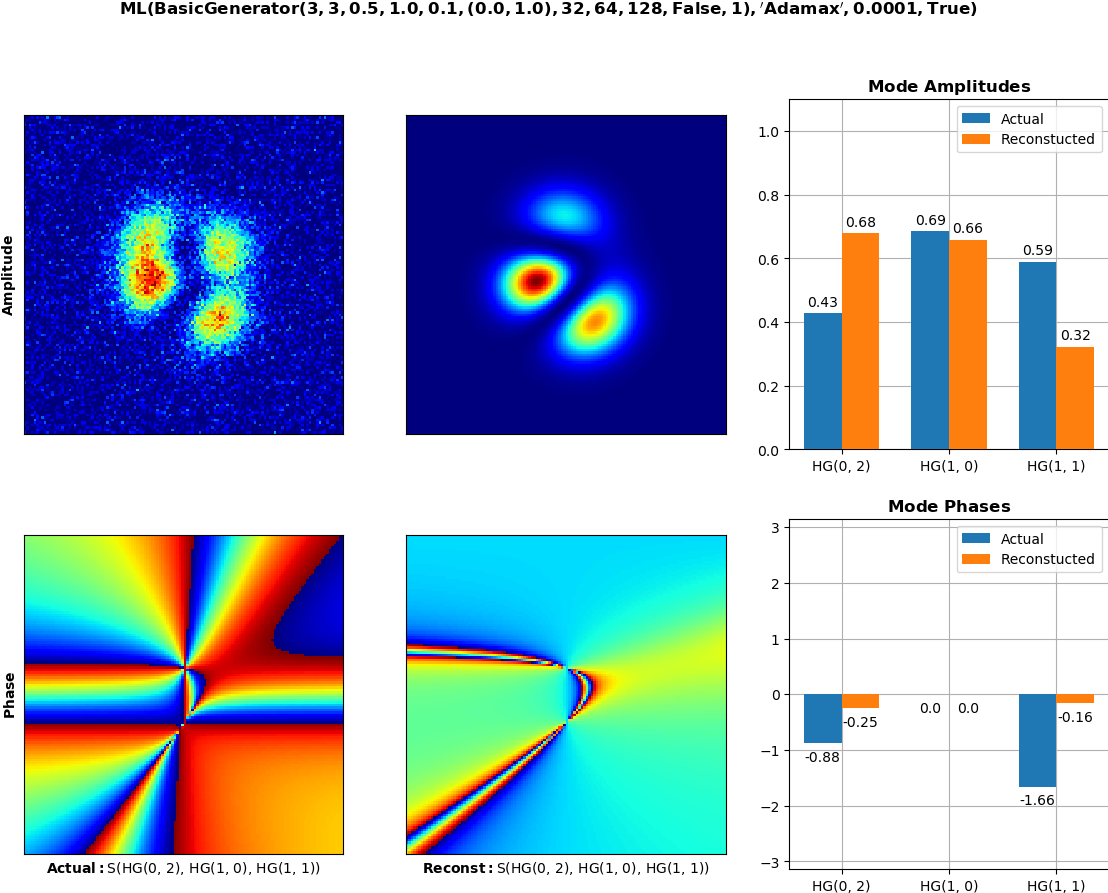 ML(BasicGenerator(3, 3, 0.5, 1.0, 0.1, (0.0, 1.0), 32, 64, 128, False, 1), 'Adamax', 0.0001, True)
Amplitude
Mode Amplitudes
Actual
Reconstucted
1.0
0.8
0.6
0.4
0.2
0.0
0.43
0.68
0.69
0.66
0.59
0.32
HG(0, 2)
HG(1, 0)
HG(1, 1)
Phase
Actual: S(HG(0, 2), HG(1, 0), HG(1, 1))
Reconst: S(HG(0, 2), HG(1, 0), HG(1, 1))
Mode Phases
Actual
Reconstucted
3
2
1
0
−1
−2
−3
-0.88
-0.25
0.0
0.0
-1.66
-0.16
HG(0, 2)
HG(1, 0)
HG(1, 1)